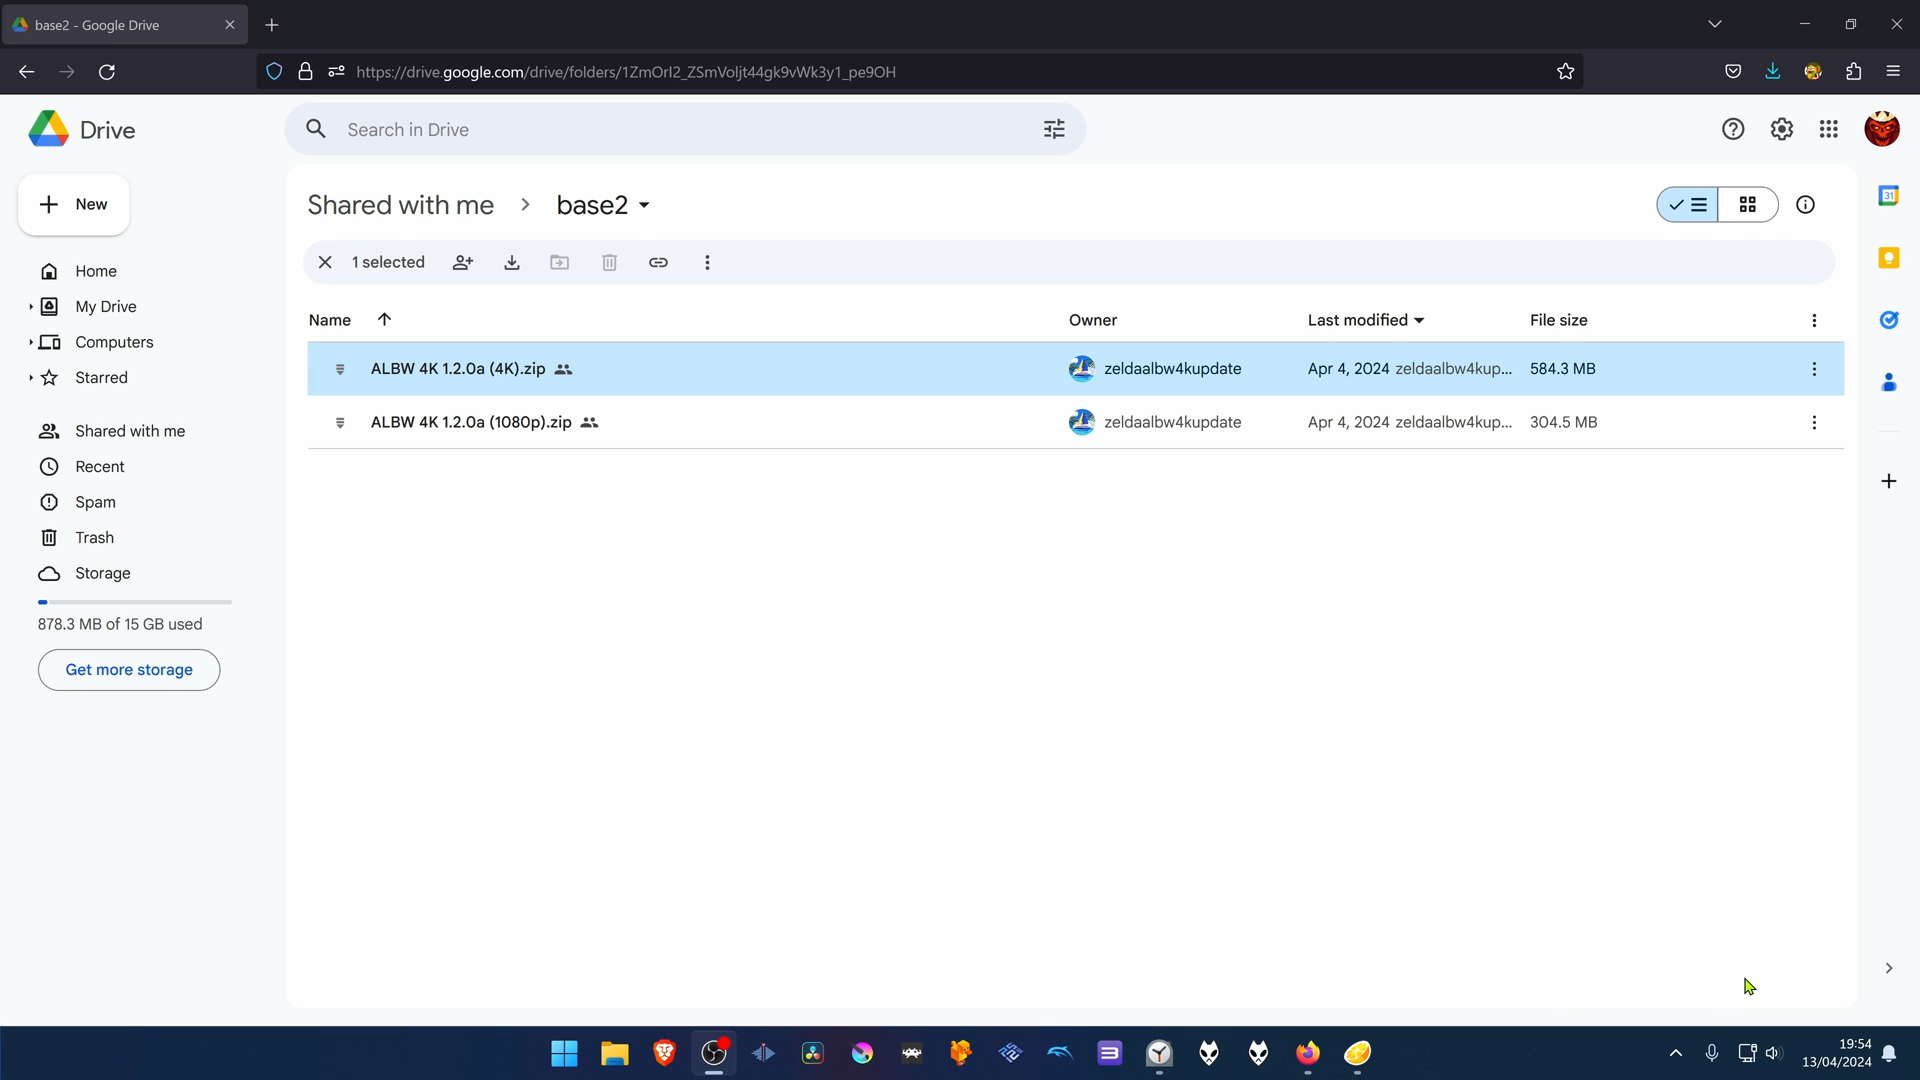 base2 - Google Drive
https://drive.google.com/drive/folders/1ZmOrI2_ZSmVoljt44gk9vWk3y1_pe9OH
Drive
Search in Drive
New
Shared with me
base2
1 selected
Home
My Drive
Computers
Starred
Shared with me
Recent
Spam
Trash
Storage
878.3 MB of 15 GB used
Get more storage
Name
Owner
Last modified
File size
ALBW 4K 1.2.0a (4K).zip
zeldaalbw4kupdate
Apr 4, 2024 zeldaalbw4kup...
584.3 MB
ALBW 4K 1.2.0a (1080p).zip
zeldaalbw4kupdate
Apr 4, 2024 zeldaalbw4kup...
304.5 MB
31
19:54
13/04/2024